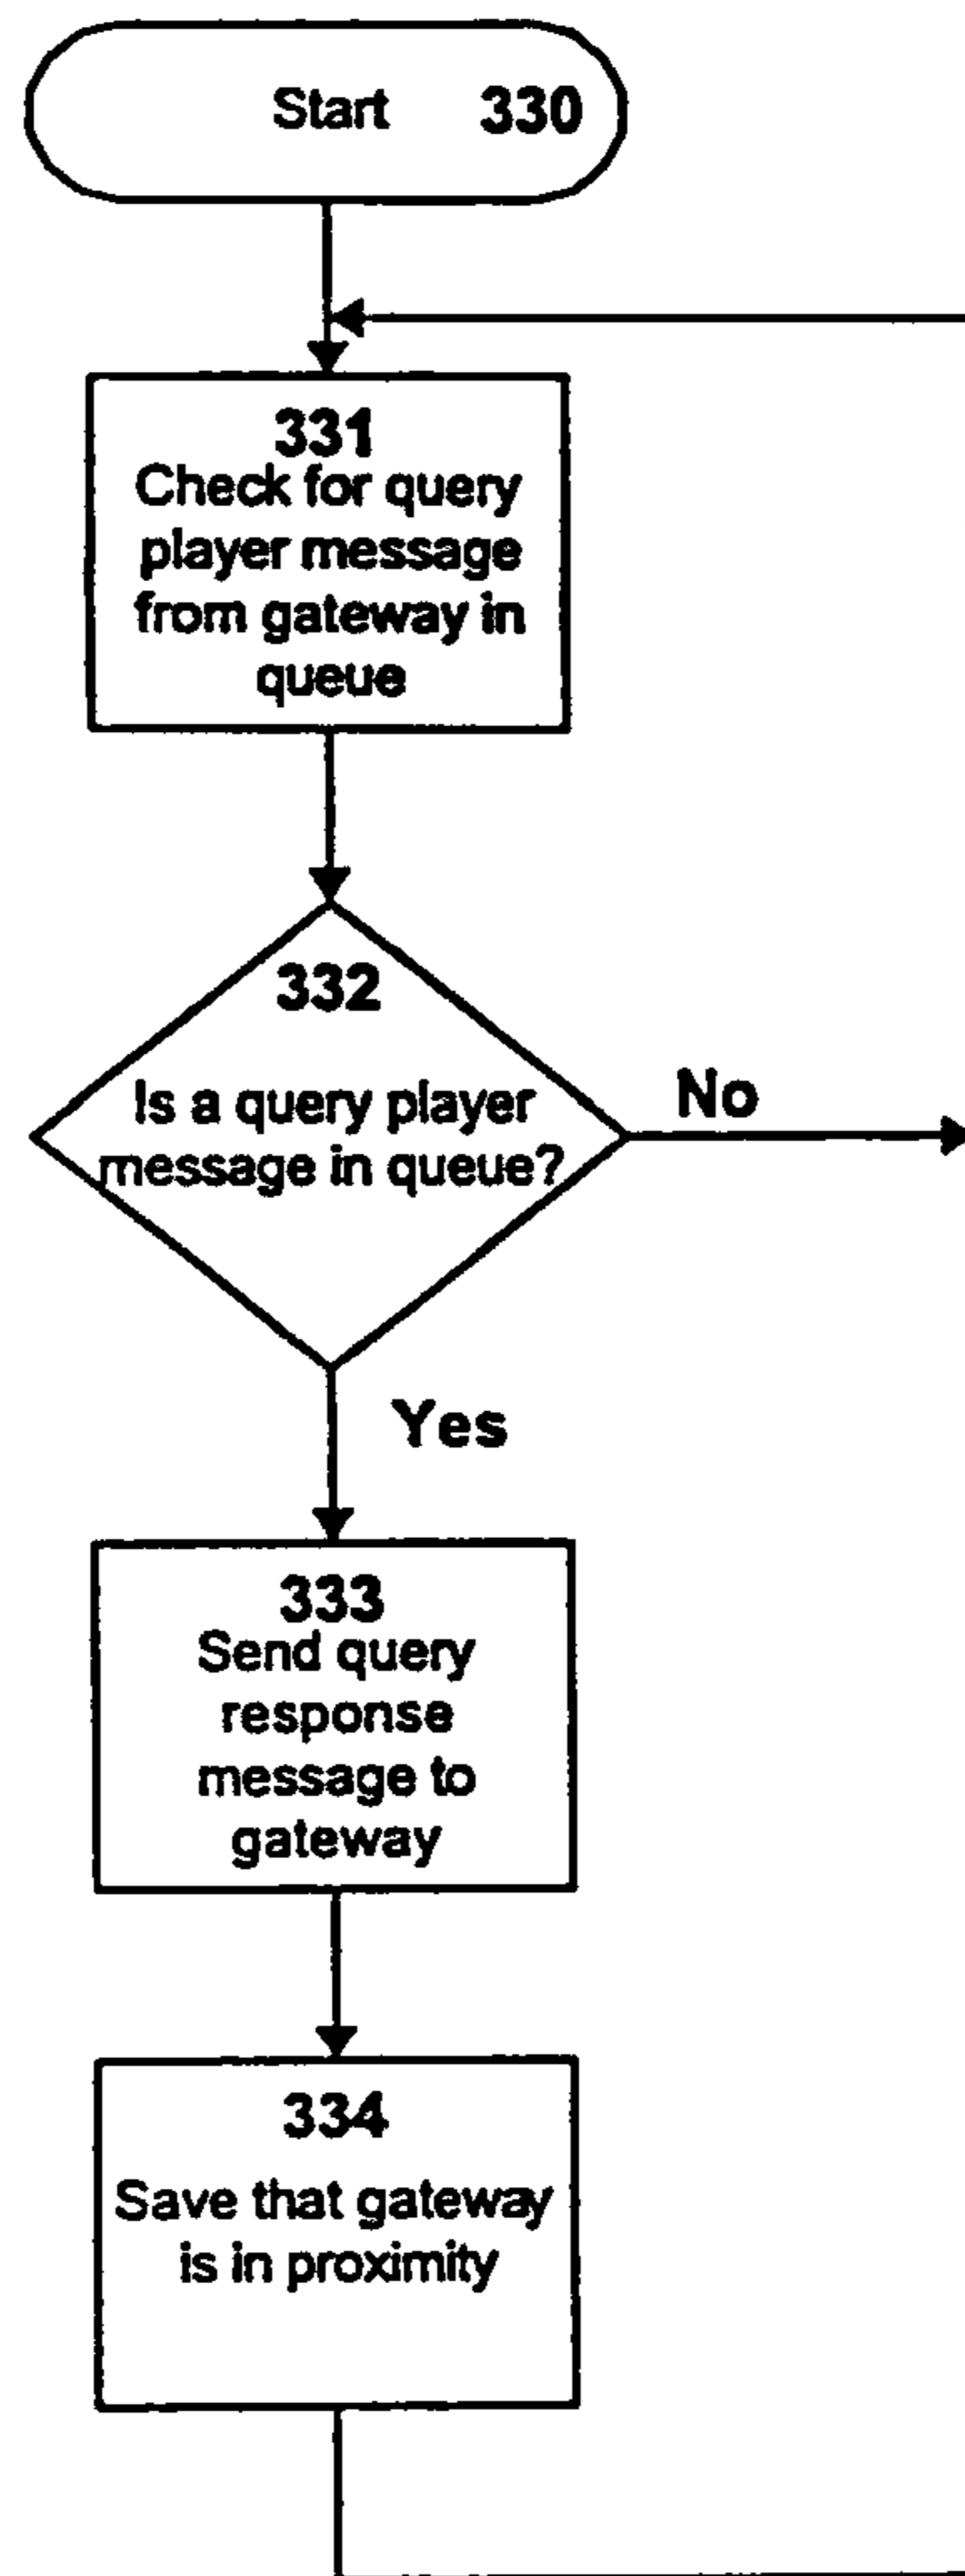 Start 330
331
Check for query
player message
from gateway in
queue
332
Is a query player
message in queue?
No
Yes
333
Send query
response
message to
gateway
334
Save that gateway
is in proximity